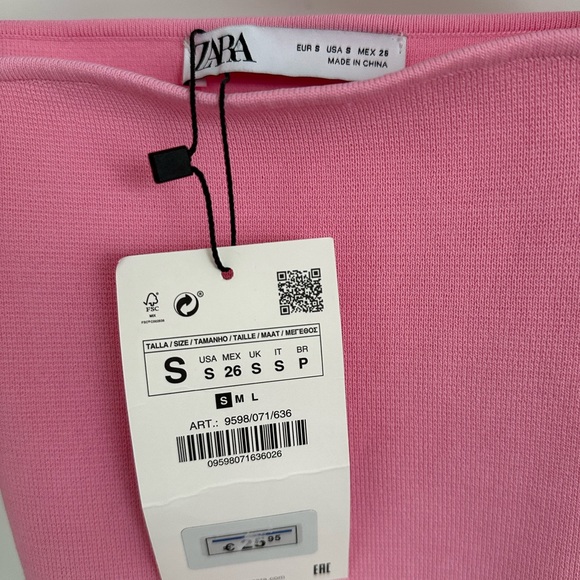 ZARA
EUR S USA S MEX 26
MADE IN CHINA
FSC
MIX
TALLA / SIZE / TAMANHO / TAILLE / MAAT / ΜΕΓΕΘΟΣ
S
USA MEX UK IT BR
S 26 S S P
S M L
ART.: 9598/071/636
09598071636026
€ 25 95
EAC